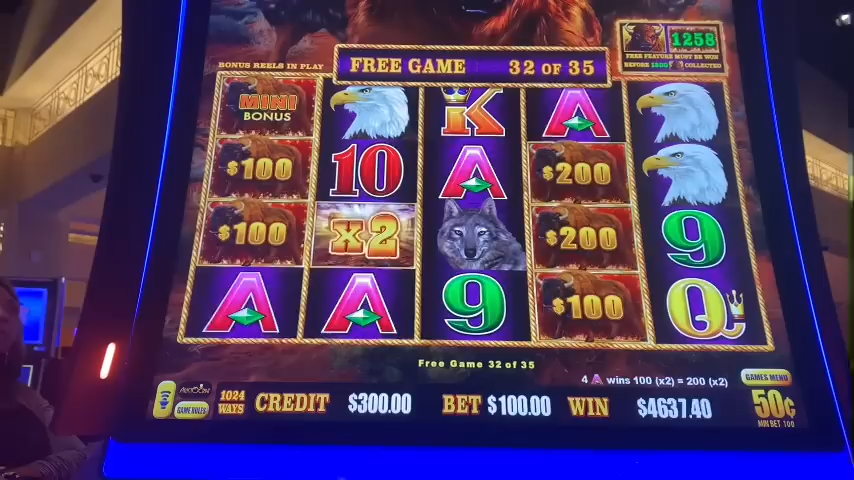 BONUS REELS IN PLAY
FREE GAME 32 OF 35
1258
FREE FEATURE MUST BE WON
BEFORE 1800 COLLECTED
MINI
BONUS
K
A
$100
10
A
$200
$100
X2
$200
9
A
A
9
$100
Q
Free Game 32 of 35
4 A wins 100 (x2) = 200 (x2)
GAMES MENU
GAME RULES
1024
WAYS
CREDIT $300.00
BET $100.00
WIN $4637.40
50¢
MIN BET 100